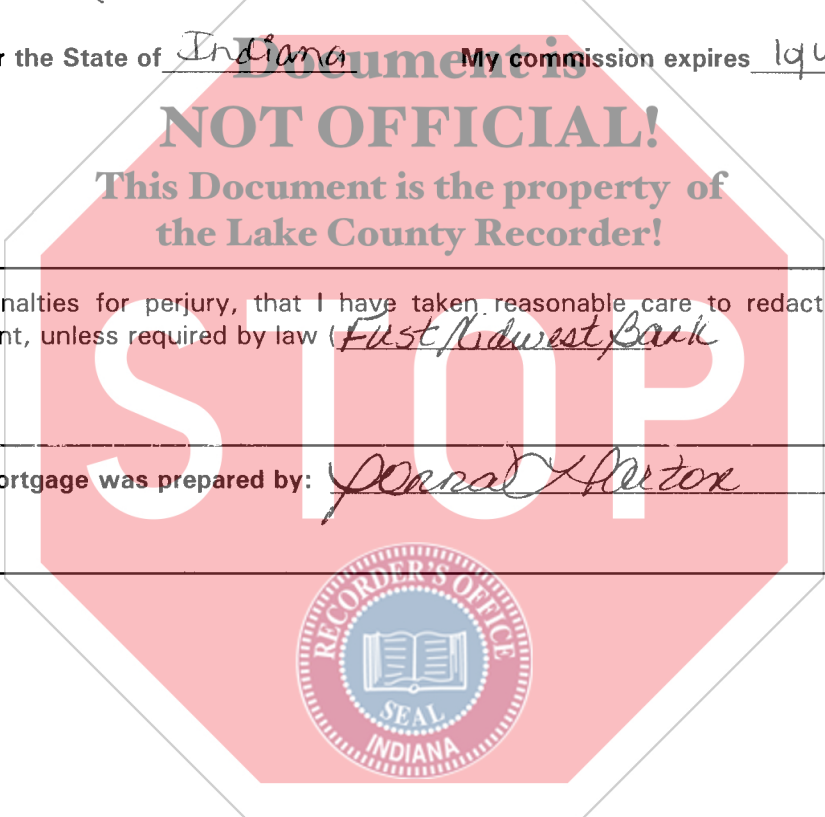 r the State of Indiana My commission expires
Document is
NOT OFFICIAL!
This Document is the property of
the Lake County Recorder!
nalties for perjury, that I have taken reasonable care to redact
nt, unless required by law ( First Midwest Bank
STOP
ortgage was prepared by:
RECORDER'S OFFICE
SEAL
INDIANA